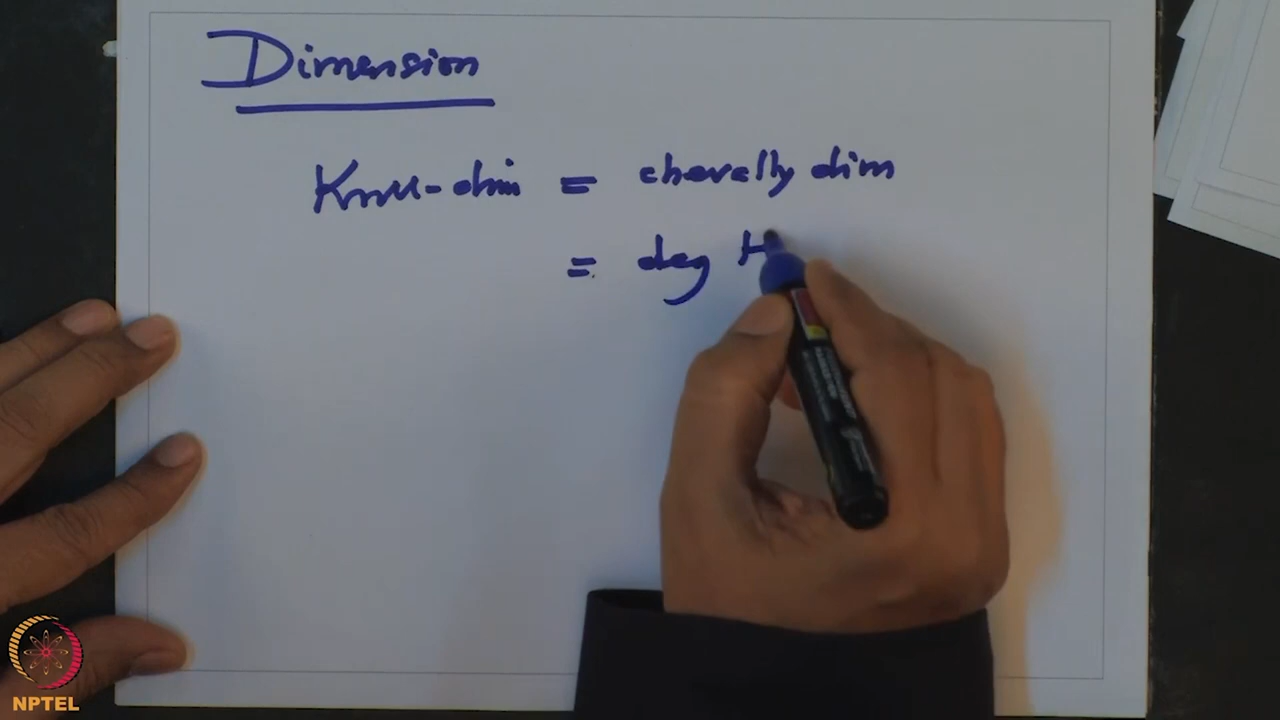 Dimension
Krull-dim = chevally dim
= deg H
NPTEL